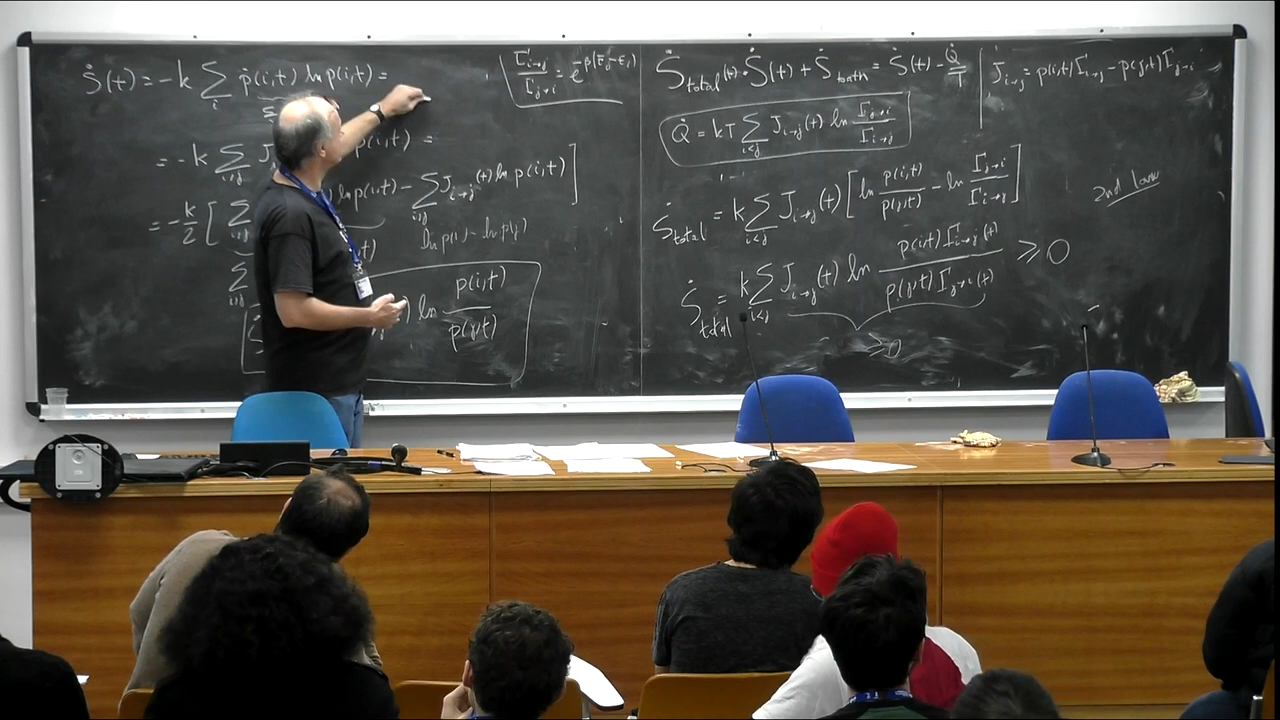 Ṡ(t) = -k ∑_i ṗ(i,t) ln p(i,t) =
= -k ∑_{i,j} J p(i,t) =
= -k/2 [ ∑_{i,j} ln p(i,t) - ∑_{i,j} J_{i→j}(t) ln p(j,t) ]
ln p(i) - ln p(j)
∑_{i,j} t)
ln p(i,t)/p(j,t)
Γ_{i→j}/Γ_{j→i} = e^{-β(E_j-E_i)}
Ṡ_total(t) = Ṡ(t) + Ṡ_bath = Ṡ(t) - Q̇/T
J_{i→j} = p(i,t)Γ_{i→j} - p(j,t)Γ_{j→i}
Q̇ = kT ∑_{i<j} J_{i→j}(t) ln Γ_{j→i}/Γ_{i→j}
Ṡ_total = k ∑_{i<j} J_{i→j}(t) [ ln p(i,t)/p(j,t) - ln Γ_{j→i}/Γ_{i→j} ]
2nd law
Ṡ_total = k ∑_{i<j} J_{i→j}(t) ln p(i,t)Γ_{i→j}(t)/p(j,t)Γ_{j→i}(t) ≥ 0
≥ 0